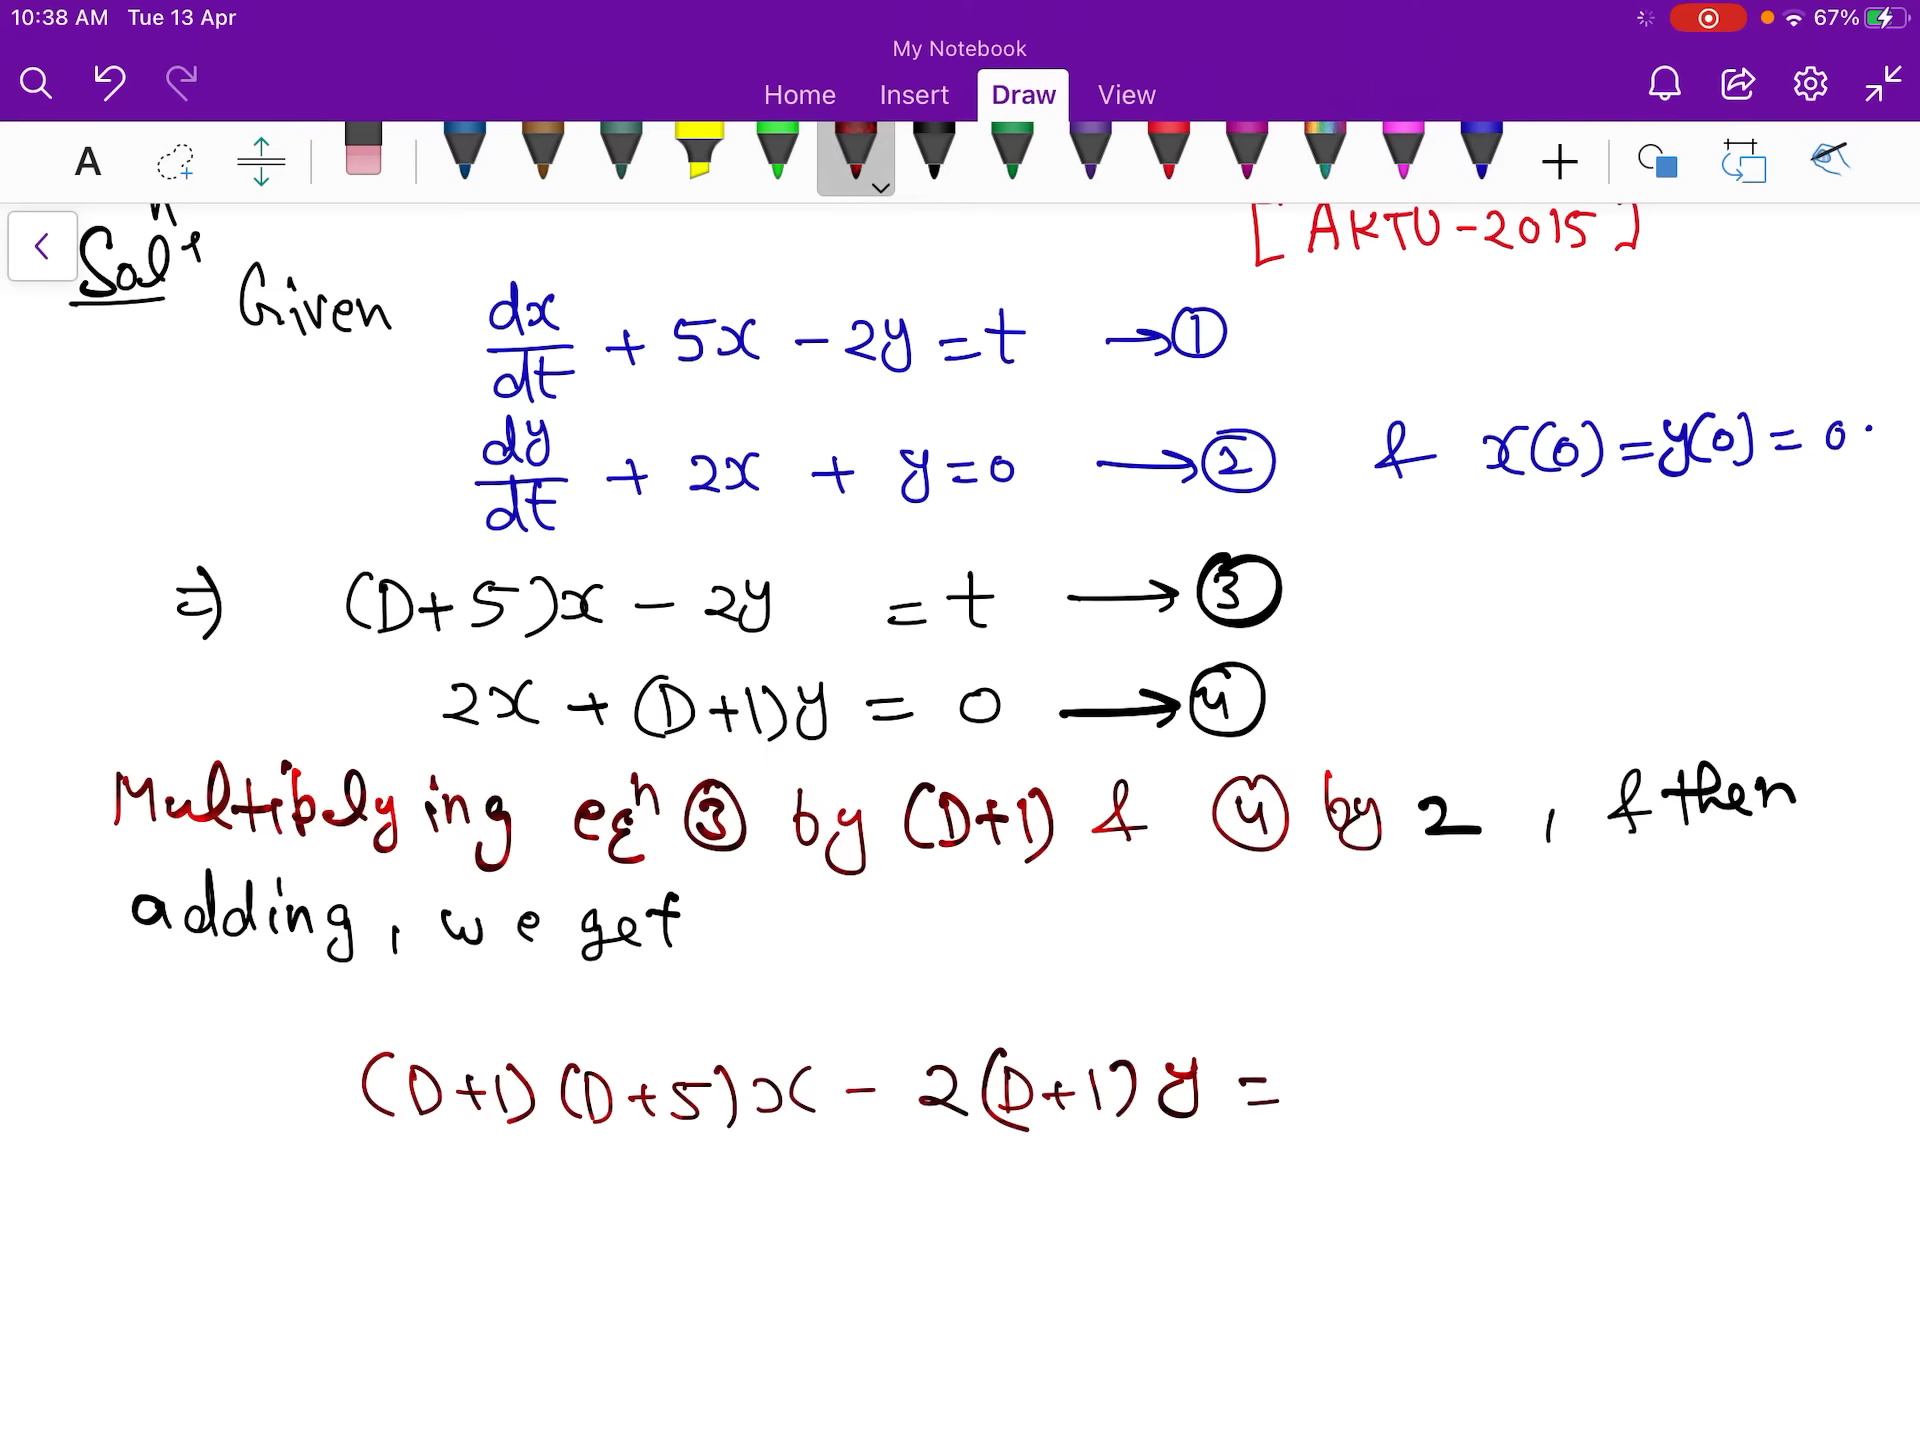 10:38 AM Tue 13 Apr
67%
My Notebook
Home Insert Draw View
A
[AKTU-2015]
Solⁿ
Given dx/dt + 5x - 2y = t → ①
dy/dt + 2x + y = 0 → ② & x(0) = y(0) = 0.
⇒ (D+5)x - 2y = t → ③
2x + (D+1)y = 0 → ④
Multiplying eqⁿ ③ by (D+1) & ④ by 2, & then
adding, we get
(D+1)(D+5)x - 2(D+1)y =